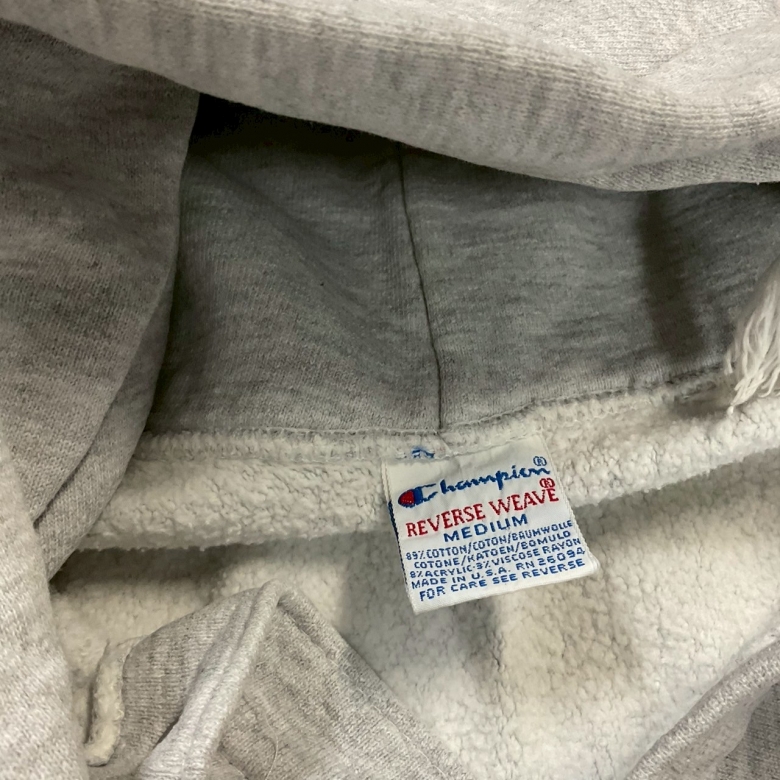 Champion®
REVERSE WEAVE®
MEDIUM
89% COTTON/COTON/BAUMWOLLE
COTONE/KATOEN/BOMULD
8% ACRYLIC·3% VISCOSE RAYON
MADE IN U.S.A. RN 26094
FOR CARE SEE REVERSE